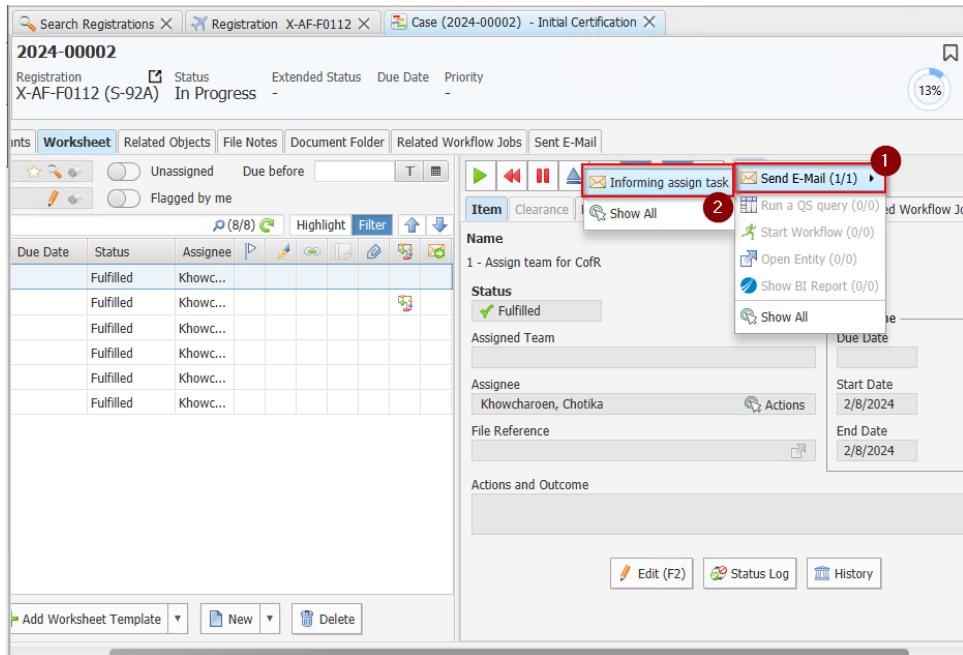 Search Registrations
Registration X-AF-F0112
Case (2024-00002) - Initial Certification
2024-00002
Registration Status Extended Status Due Date Priority
X-AF-F0112 (S-92A) In Progress - -
13%
Worksheet Related Objects File Notes Document Folder Related Workflow Jobs Sent E-Mail
Unassigned Due before T
Flagged by me
(8/8) Highlight Filter
Due Date Status Assignee
Fulfilled Khowc...
Fulfilled Khowc...
Fulfilled Khowc...
Fulfilled Khowc...
Fulfilled Khowc...
Fulfilled Khowc...
Add Worksheet Template New Delete
1
Informing assign task
2
Show All
Send E-Mail (1/1)
Run a QS query (0/0)
Start Workflow (0/0)
Open Entity (0/0)
Show BI Report (0/0)
Show All
Item Clearance
ed Workflow Jo
Name
1 - Assign team for CofR
Status
Fulfilled
Assigned Team
Due Date
Assignee
Khowcharoen, Chotika Actions
Start Date
2/8/2024
File Reference
End Date
2/8/2024
Actions and Outcome
Edit (F2) Status Log History